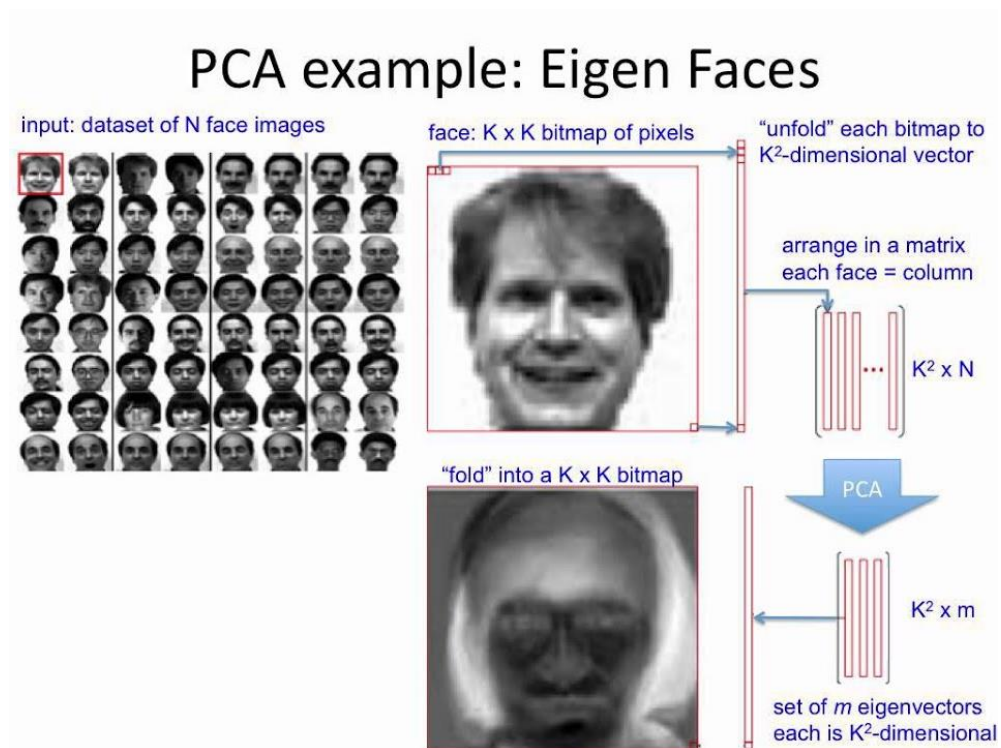 PCA example: Eigen Faces
input: dataset of N face images
face: K x K bitmap of pixels
“unfold” each bitmap to
K²-dimensional vector
arrange in a matrix
each face = column
...
K² x N
PCA
“fold” into a K x K bitmap
K² x m
set of m eigenvectors
each is K²-dimensional